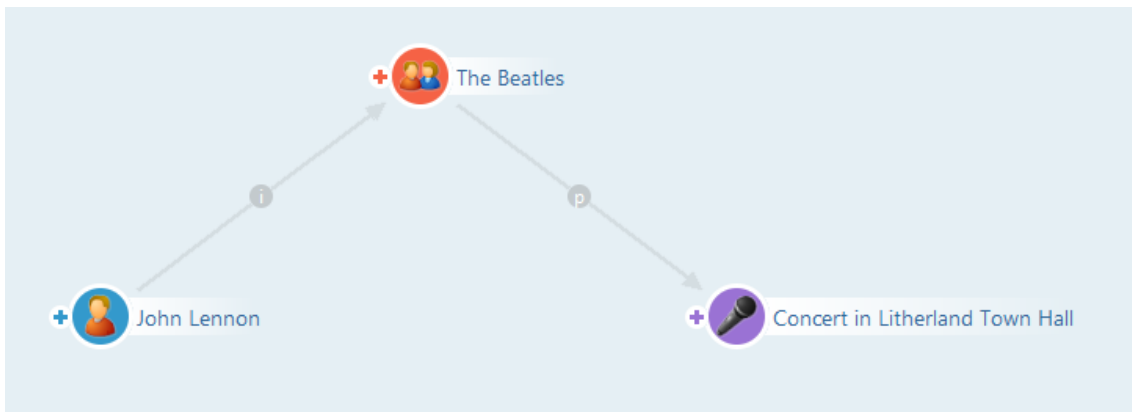 The Beatles
i
p
John Lennon
Concert in Litherland Town Hall